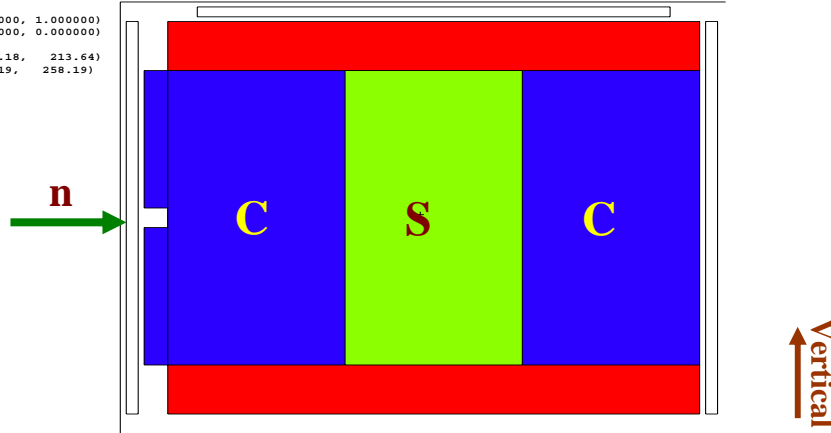 000, 1.000000)
000, 0.000000)
.18, 213.64)
19, 258.19)
n
C
S
C
Vertical